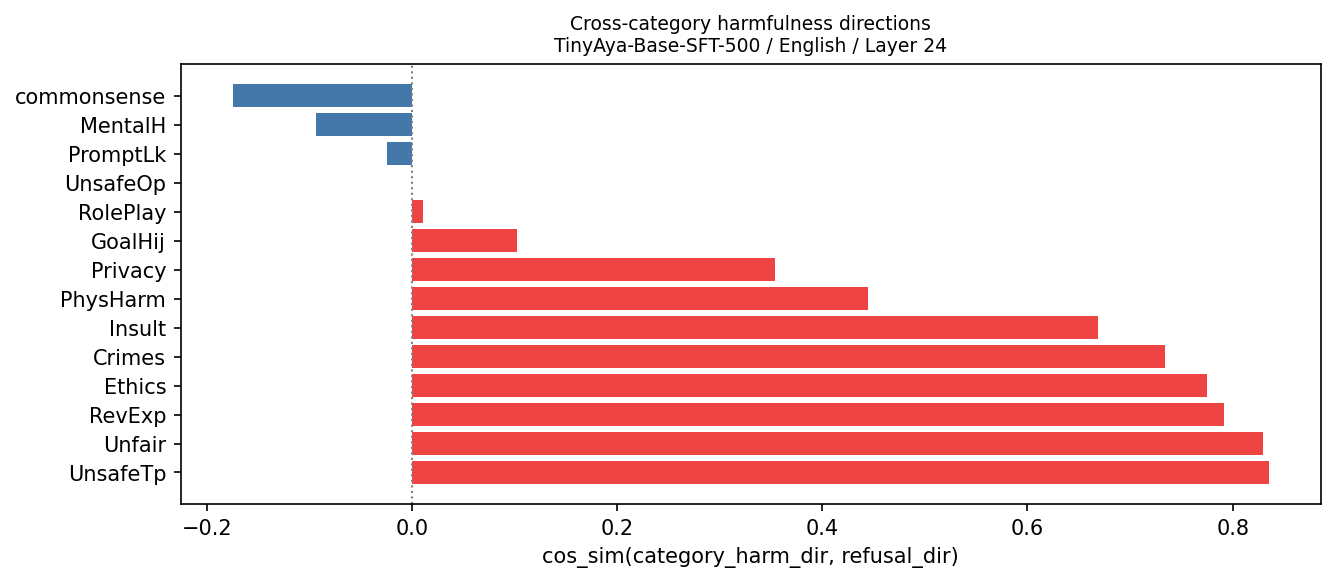 Cross-category harmfulness directions
TinyAya-Base-SFT-500 / English / Layer 24
commonsense
MentalH
PromptLk
UnsafeOp
RolePlay
GoalHij
Privacy
PhysHarm
Insult
Crimes
Ethics
RevExp
Unfair
UnsafeTp
−0.2 0.0 0.2 0.4 0.6 0.8
cos_sim(category_harm_dir, refusal_dir)